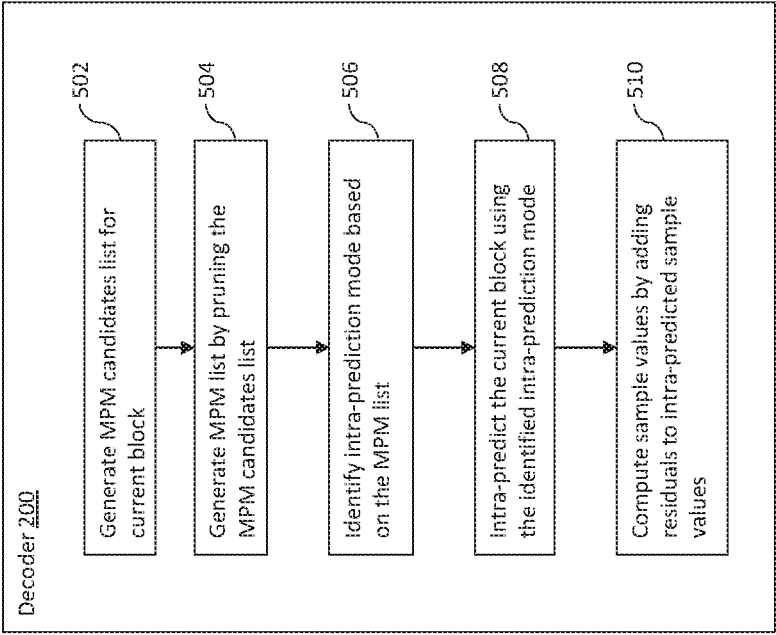 Decoder 200
Generate MPM candidates list for
current block
502
Generate MPM list by pruning the
MPM candidates list
504
Identify intra-prediction mode based
on the MPM list
506
Intra-predict the current block using
the identified intra-prediction mode
508
Compute sample values by adding
residuals to intra-predicted sample
values
510